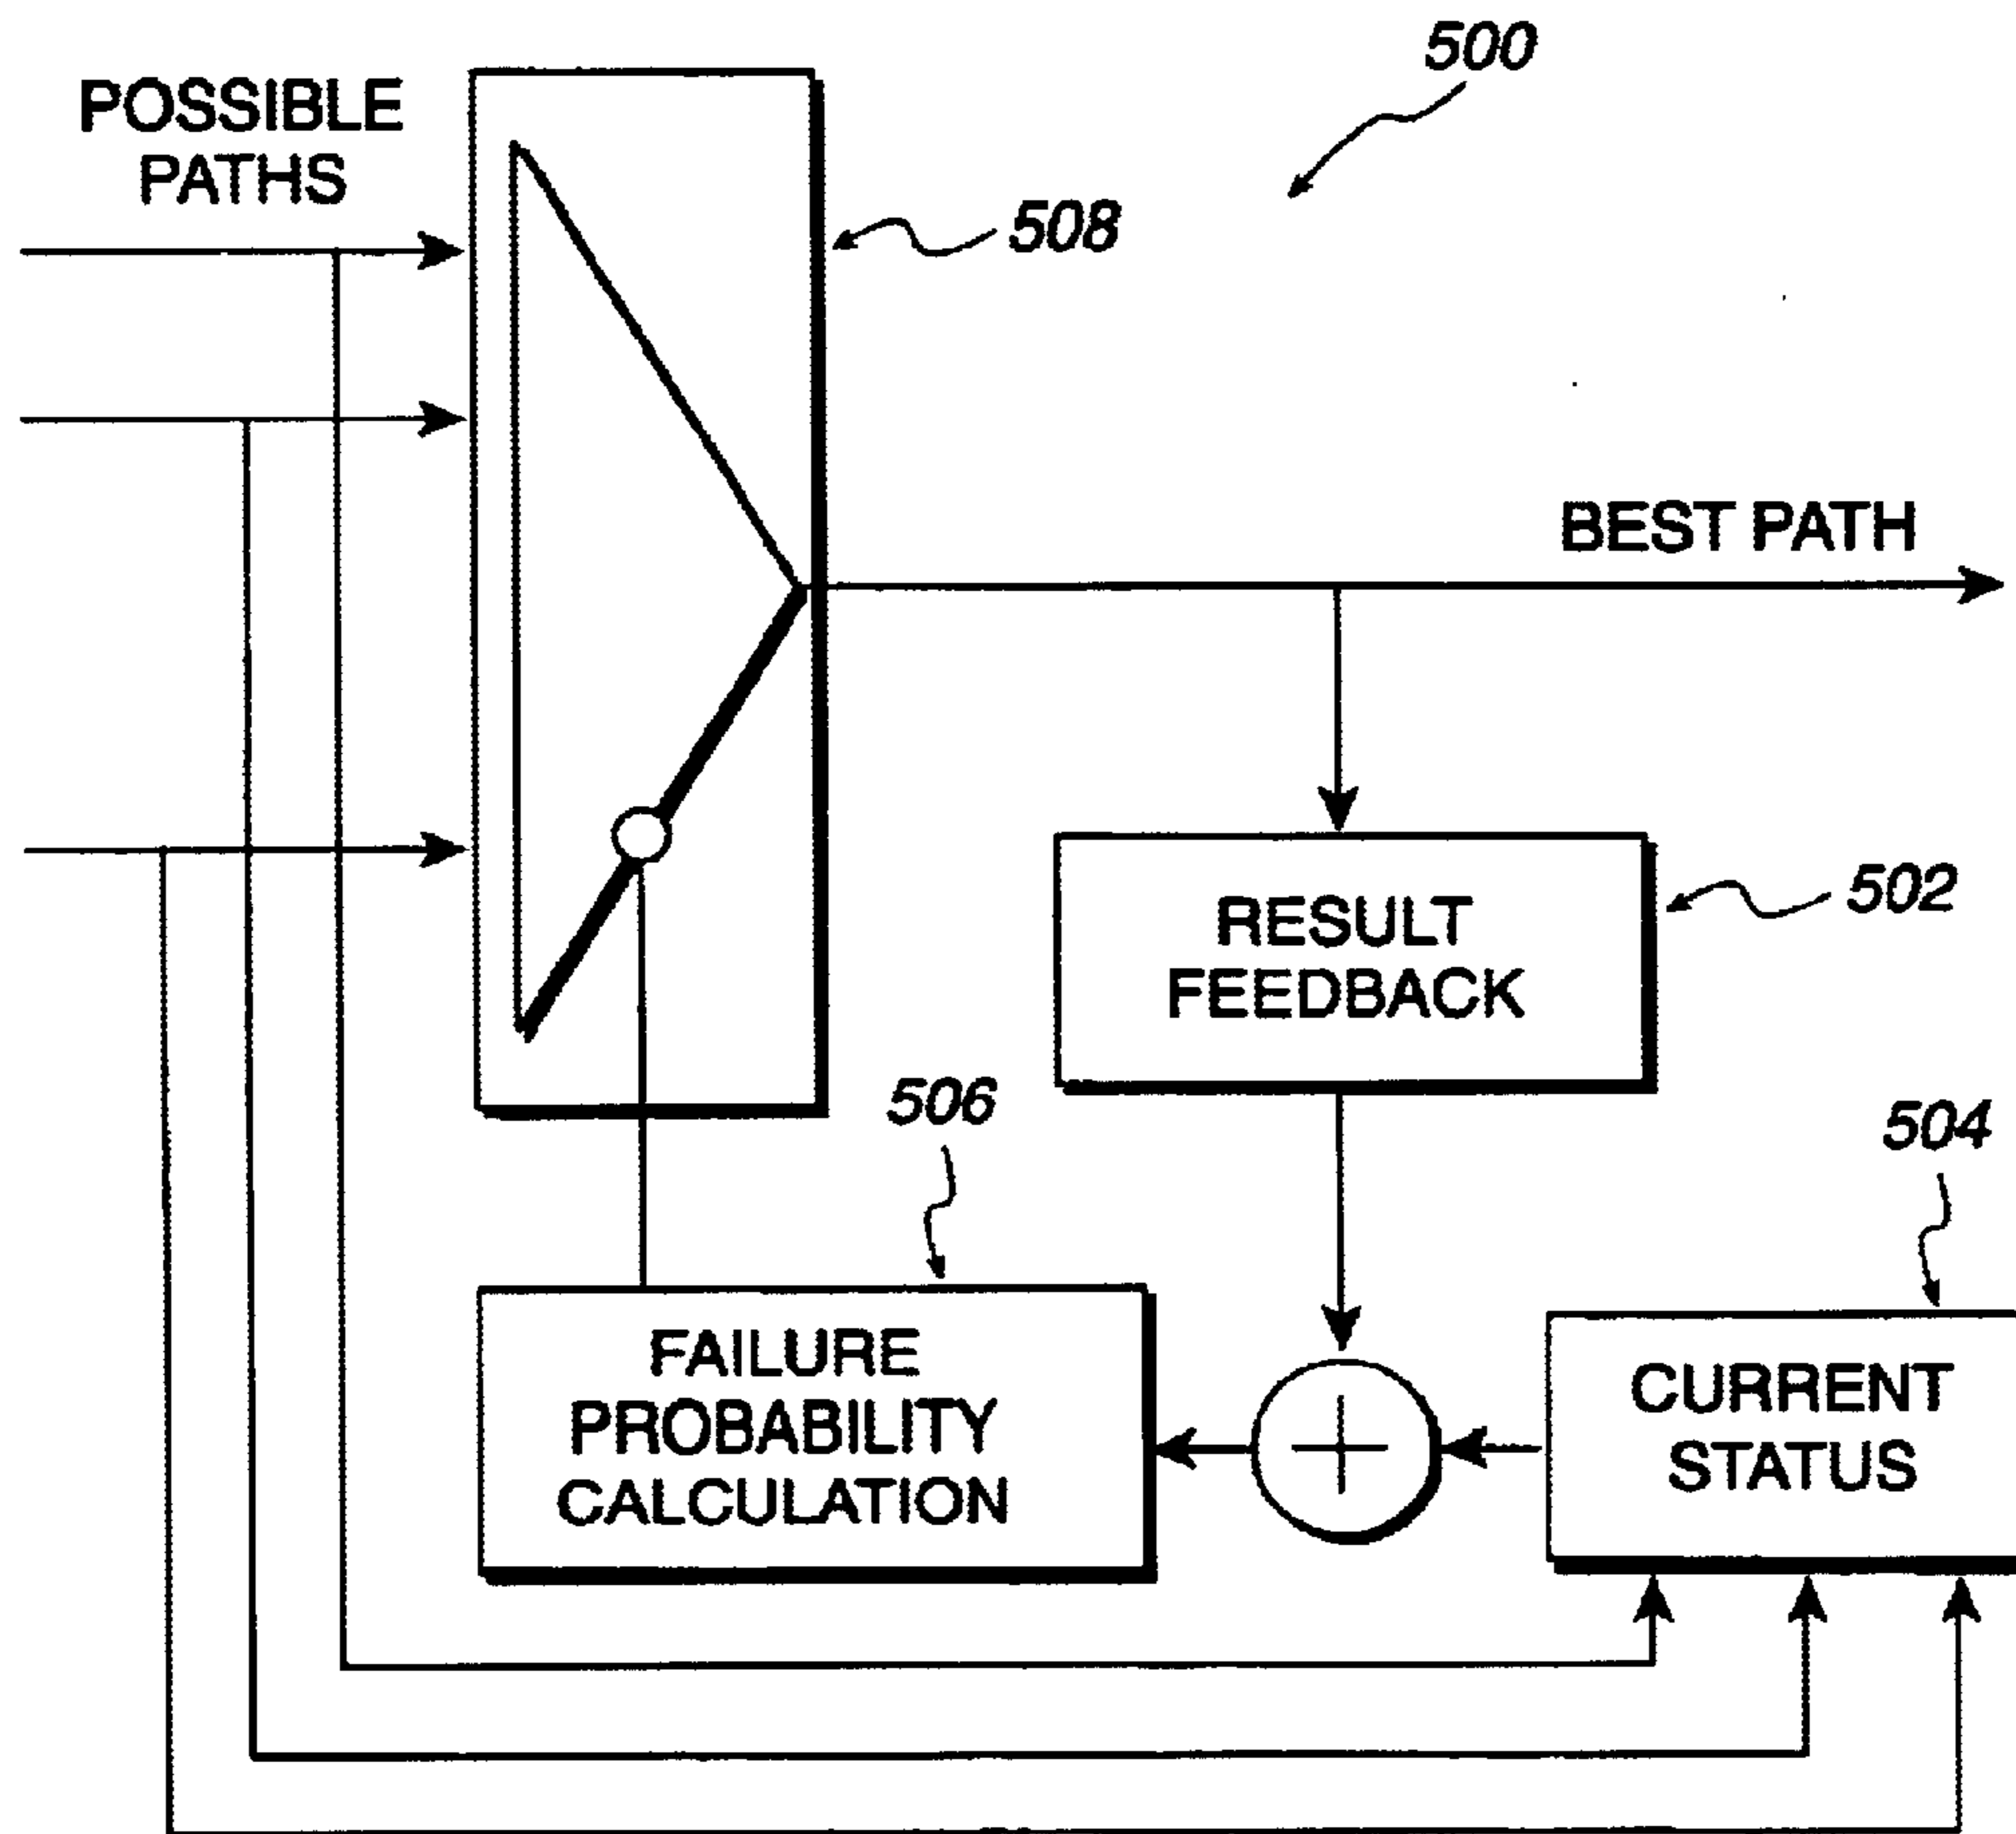 500
POSSIBLE
PATHS
508
BEST PATH
RESULT
FEEDBACK
502
506
504
FAILURE
PROBABILITY
CALCULATION
CURRENT
STATUS